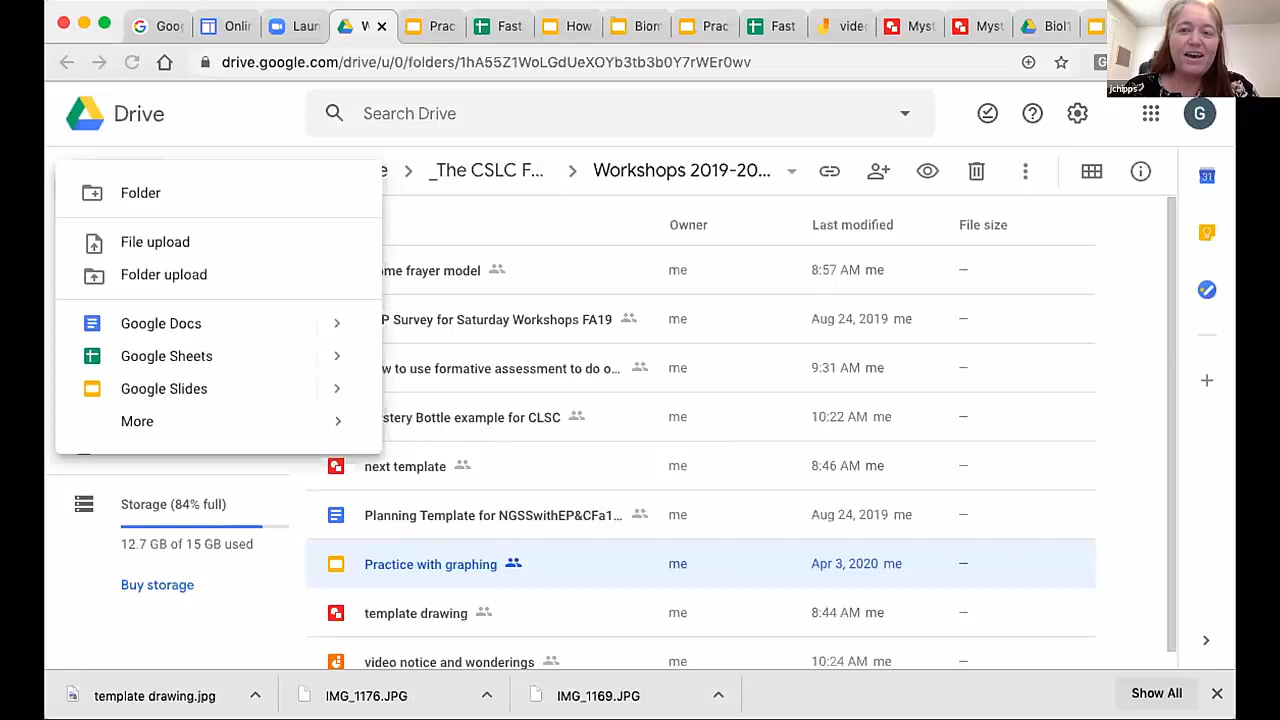 Goog
Onlin
Laun
W
Prac
Fast
How
Biom
Prac
Fast
vide
Myst
Myst
Biol1
drive.google.com/drive/u/0/folders/1hA55Z1WoLGdUeXOYb3tb3b0Y7rWEr0wv
G
jchipps
Drive
Search Drive
G
Folder
e
_The CSLC F...
Workshops 2019-20...
31
Owner
Last modified
File size
File upload
Folder upload
ome frayer model
me
8:57 AM me
—
Google Docs
P Survey for Saturday Workshops FA19
me
Aug 24, 2019 me
—
Google Sheets
w to use formative assessment to do o...
me
9:31 AM me
—
Google Slides
More
stery Bottle example for CLSC
me
10:22 AM me
—
next template
me
8:46 AM me
—
Storage (84% full)
12.7 GB of 15 GB used
Buy storage
Planning Template for NGSSwithEP&CFa1...
me
Aug 24, 2019 me
—
Practice with graphing
me
Apr 3, 2020 me
—
template drawing
me
8:44 AM me
—
video notice and wonderings
me
10:24 AM me
—
template drawing.jpg
IMG_1176.JPG
IMG_1169.JPG
Show All